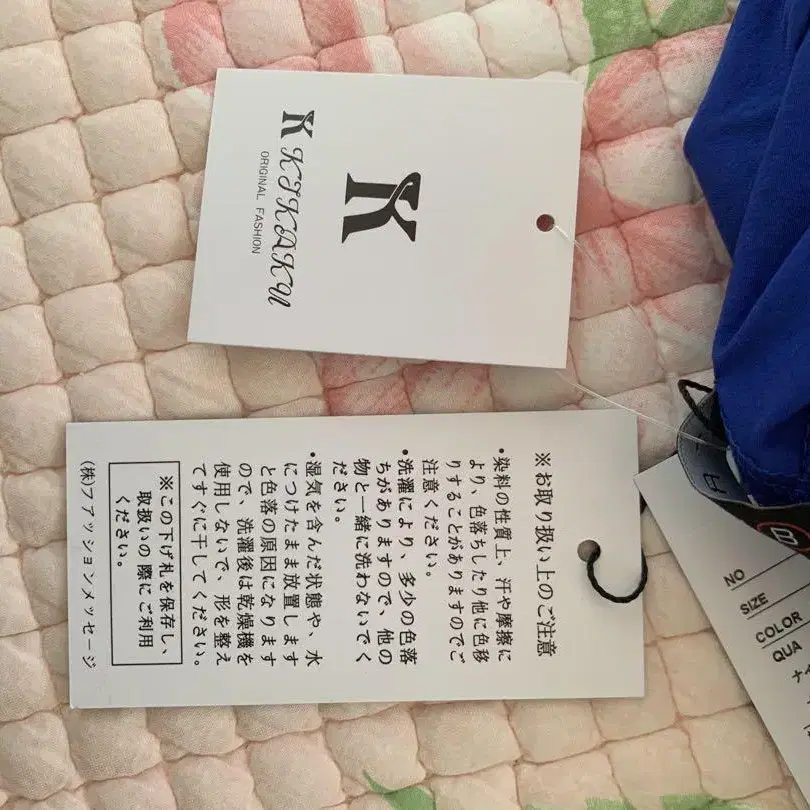 K
K KIKAKU
ORIGINAL FASHION
※お取り扱い上のご注意
•染料の性質上、汗や摩擦に
より、色落ちしたり他に色移
りすることがありますのでご
注意ください。
•洗濯により、多少の色落
ちがありますので、他の
物と一緒に洗わないでく
ださい。
•湿気を含んだ状態や、水
につけたまま放置します
と色落の原因になります
ので、洗濯後は乾燥機を
使用しないで、形を整え
てすぐに干してください。
※この下げ札を保存し、
取扱いの際にご利用
ください。
(株)ファッションメッセージ
NO
SIZE
COLOR
QUA